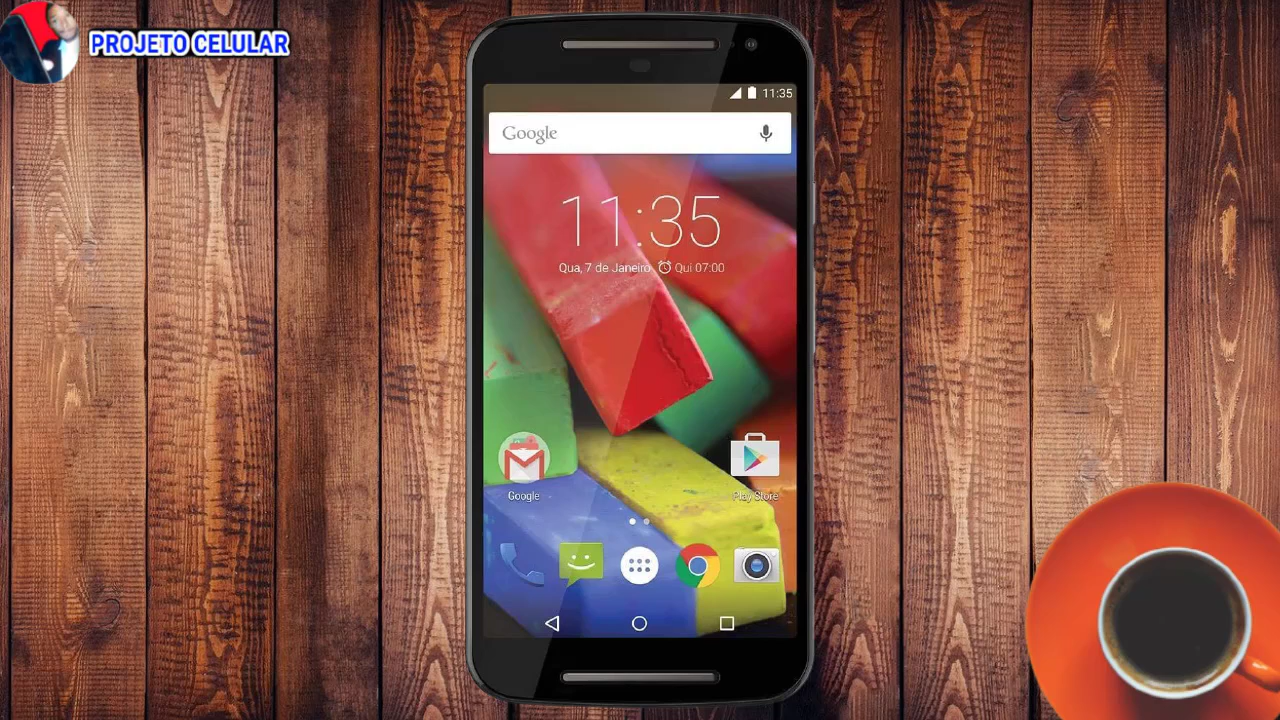 PROJETO CELULAR
11:35
Google
11:35
Qua, 7 de Janeiro Qui 07:00
Google
Play Store